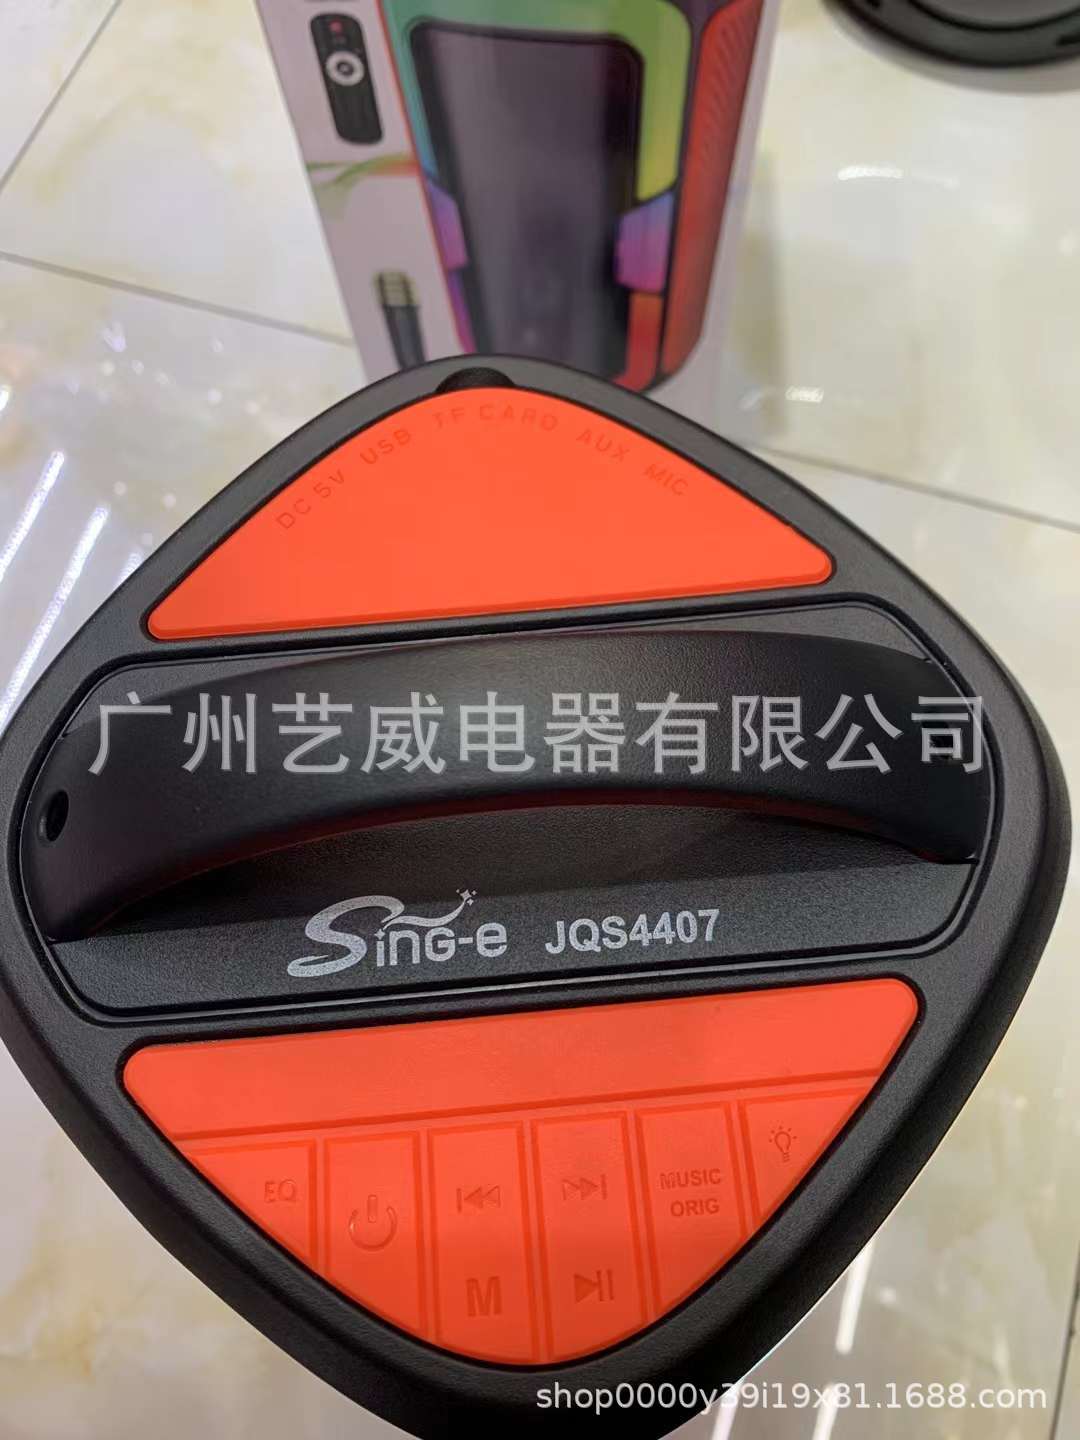 DC 5V USB TF CARD AUX MIC
广州艺威电器有限公司
Sing-e JQS4407
EQ
MUSIC
ORIG
M
shop0000y39i19x81.1688.com